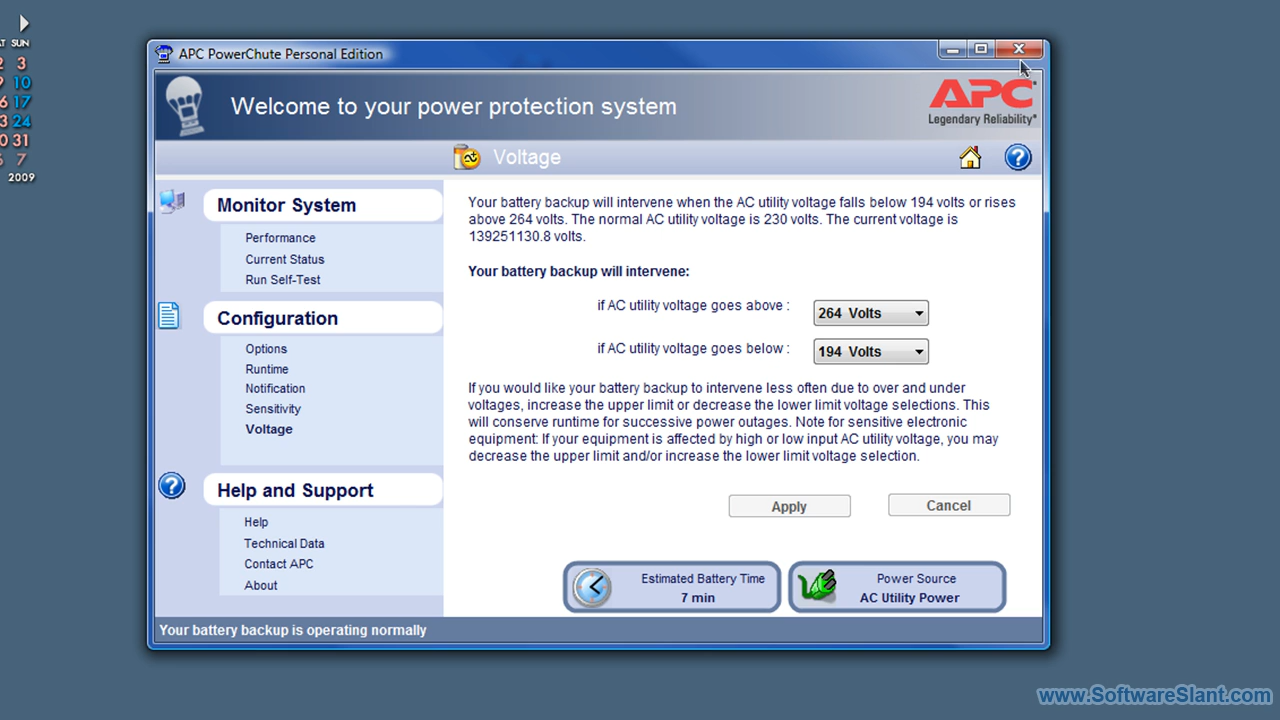 AT SUN
2 3
9 10
16 17
23 24
30 31
6 7
2009
APC PowerChute Personal Edition
Welcome to your power protection system
APC
Legendary Reliability*
Voltage
Monitor System
Performance
Current Status
Run Self-Test
Configuration
Options
Runtime
Notification
Sensitivity
Voltage
Help and Support
Help
Technical Data
Contact APC
About
Your battery backup will intervene when the AC utility voltage falls below 194 volts or rises
above 264 volts. The normal AC utility voltage is 230 volts. The current voltage is
139251130.8 volts.
Your battery backup will intervene:
if AC utility voltage goes above :
264 Volts
if AC utility voltage goes below :
194 Volts
If you would like your battery backup to intervene less often due to over and under
voltages, increase the upper limit or decrease the lower limit voltage selections. This
will conserve runtime for successive power outages. Note for sensitive electronic
equipment: If your equipment is affected by high or low input AC utility voltage, you may
decrease the upper limit and/or increase the lower limit voltage selection.
Apply
Cancel
Estimated Battery Time
7 min
Power Source
AC Utility Power
Your battery backup is operating normally
www.SoftwareSlant.com